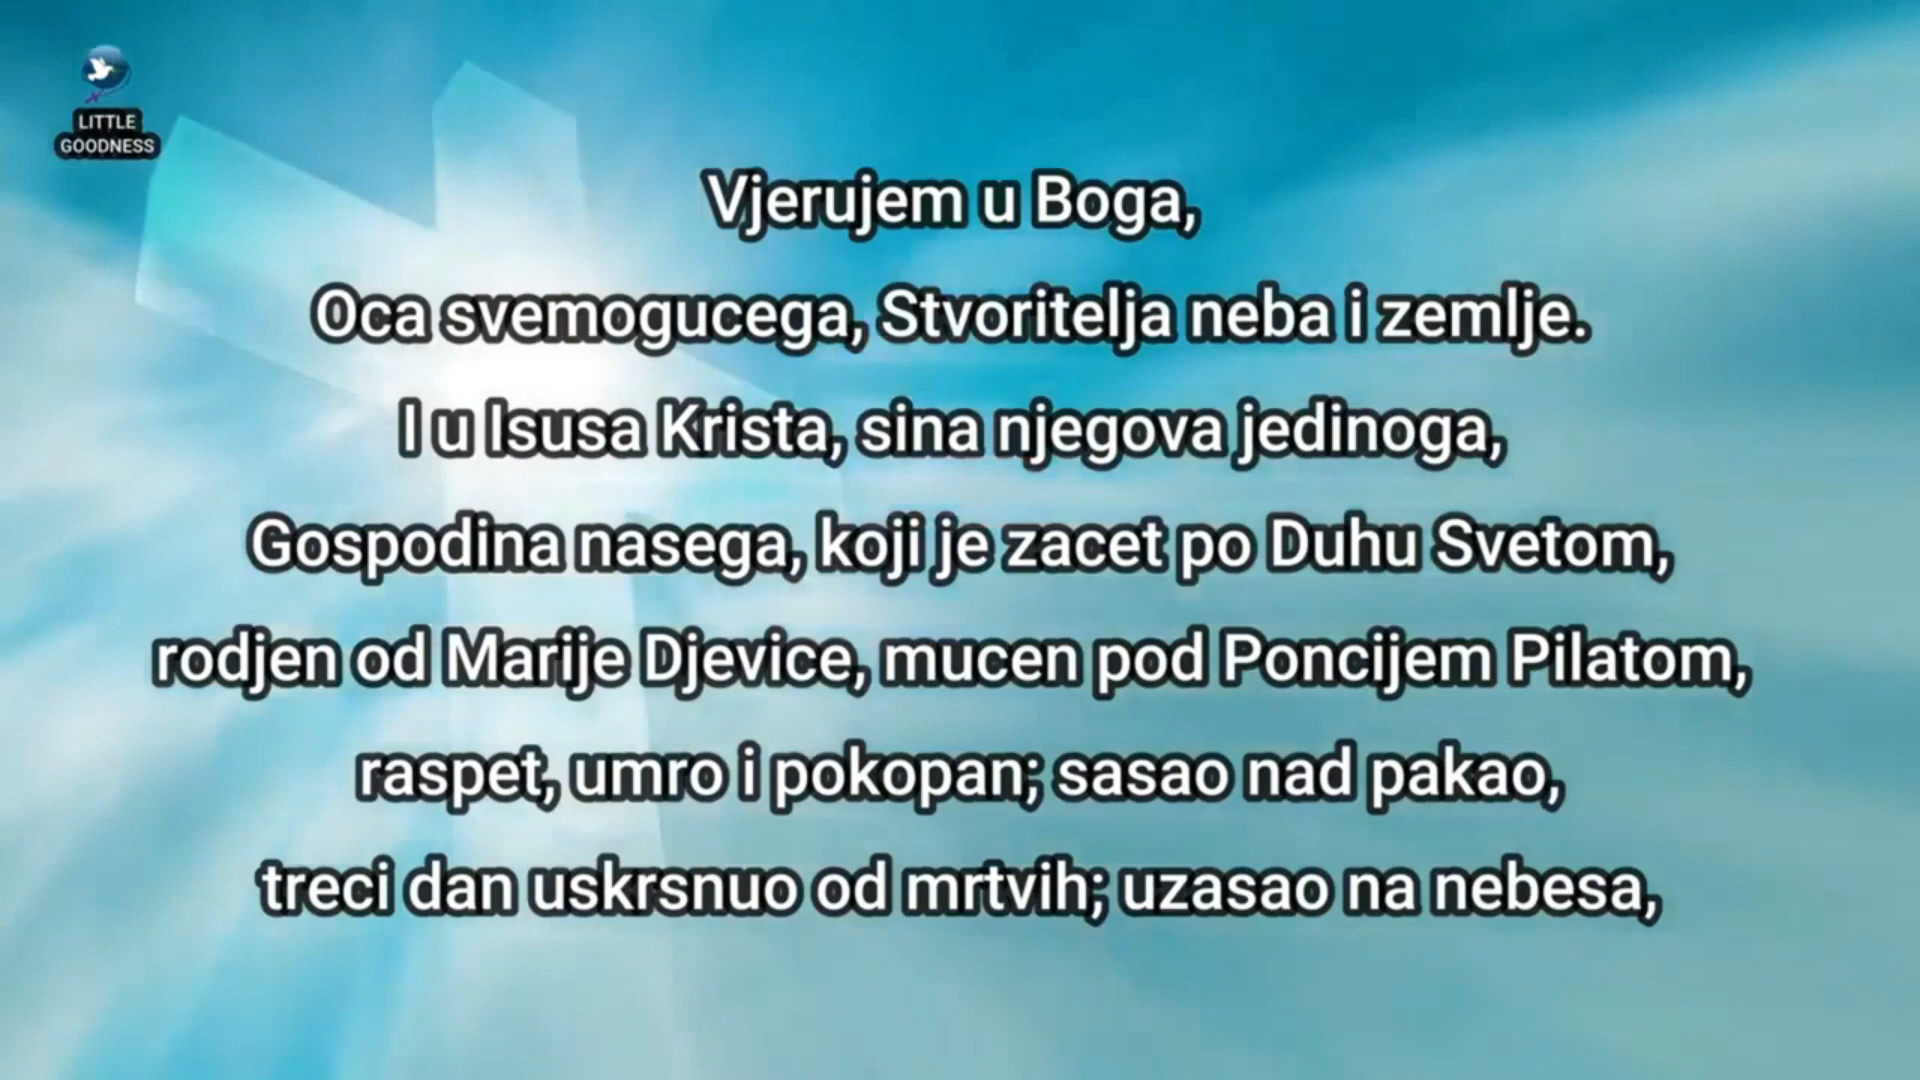 LITTLE
GOODNESS
Vjerujem u Boga,
Oca svemogucega, Stvoritelja neba i zemlje.
I u Isusa Krista, sina njegova jedinoga,
Gospodina nasega, koji je zacet po Duhu Svetom,
rodjen od Marije Djevice, mucen pod Poncijem Pilatom,
raspet, umro i pokopan; sasao nad pakao,
treci dan uskrsnuo od mrtvih; uzasao na nebesa,